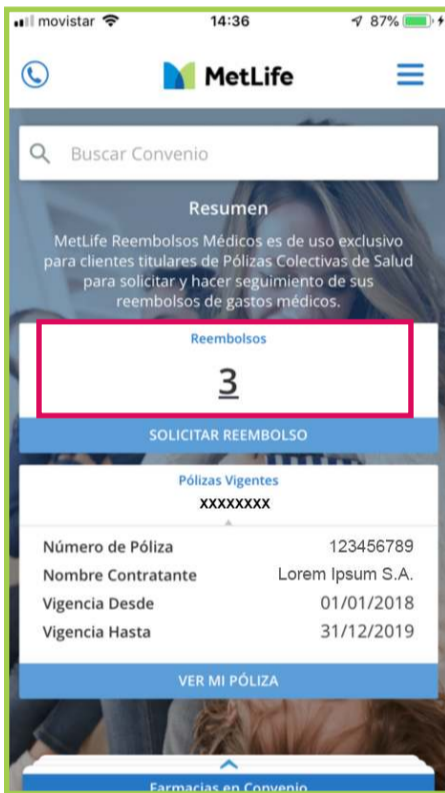 movistar 14:36 87%
MetLife
Buscar Convenio
Resumen
MetLife Reembolsos Médicos es de uso exclusivo
para clientes titulares de Pólizas Colectivas de Salud
para solicitar y hacer seguimiento de sus
reembolsos de gastos médicos.
Reembolsos
3
SOLICITAR REEMBOLSO
Pólizas Vigentes
XXXXXXXX
Número de Póliza 123456789
Nombre Contratante Lorem Ipsum S.A.
Vigencia Desde 01/01/2018
Vigencia Hasta 31/12/2019
VER MI PÓLIZA
Farmacias en Convenio